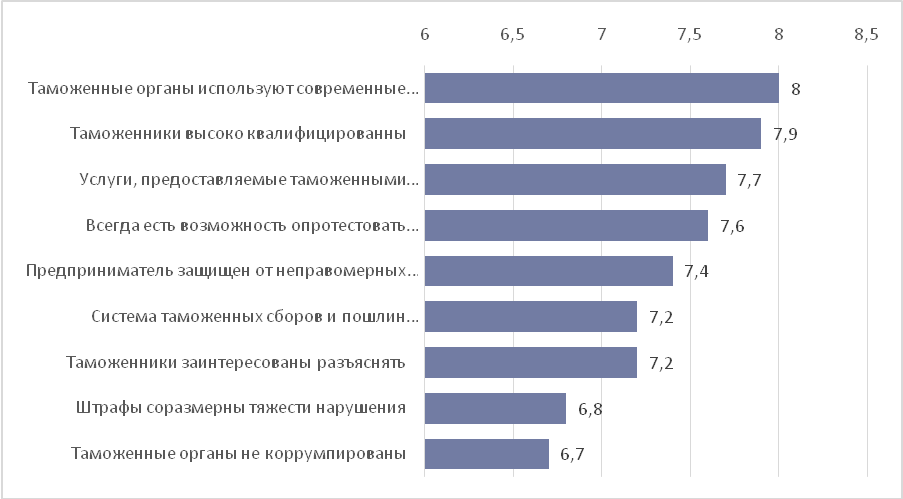 6 6,5 7 7,5 8 8,5
Таможенные органы используют современные... 8
Таможенники высоко квалифицированны 7,9
Услуги, предоставляемые таможенными... 7,7
Всегда есть возможность опротестовать... 7,6
Предприниматель защищен от неправомерных... 7,4
Система таможенных сборов и пошлин... 7,2
Таможенники заинтересованы разъяснять 7,2
Штрафы соразмерны тяжести нарушения 6,8
Таможенные органы не коррумпированы 6,7